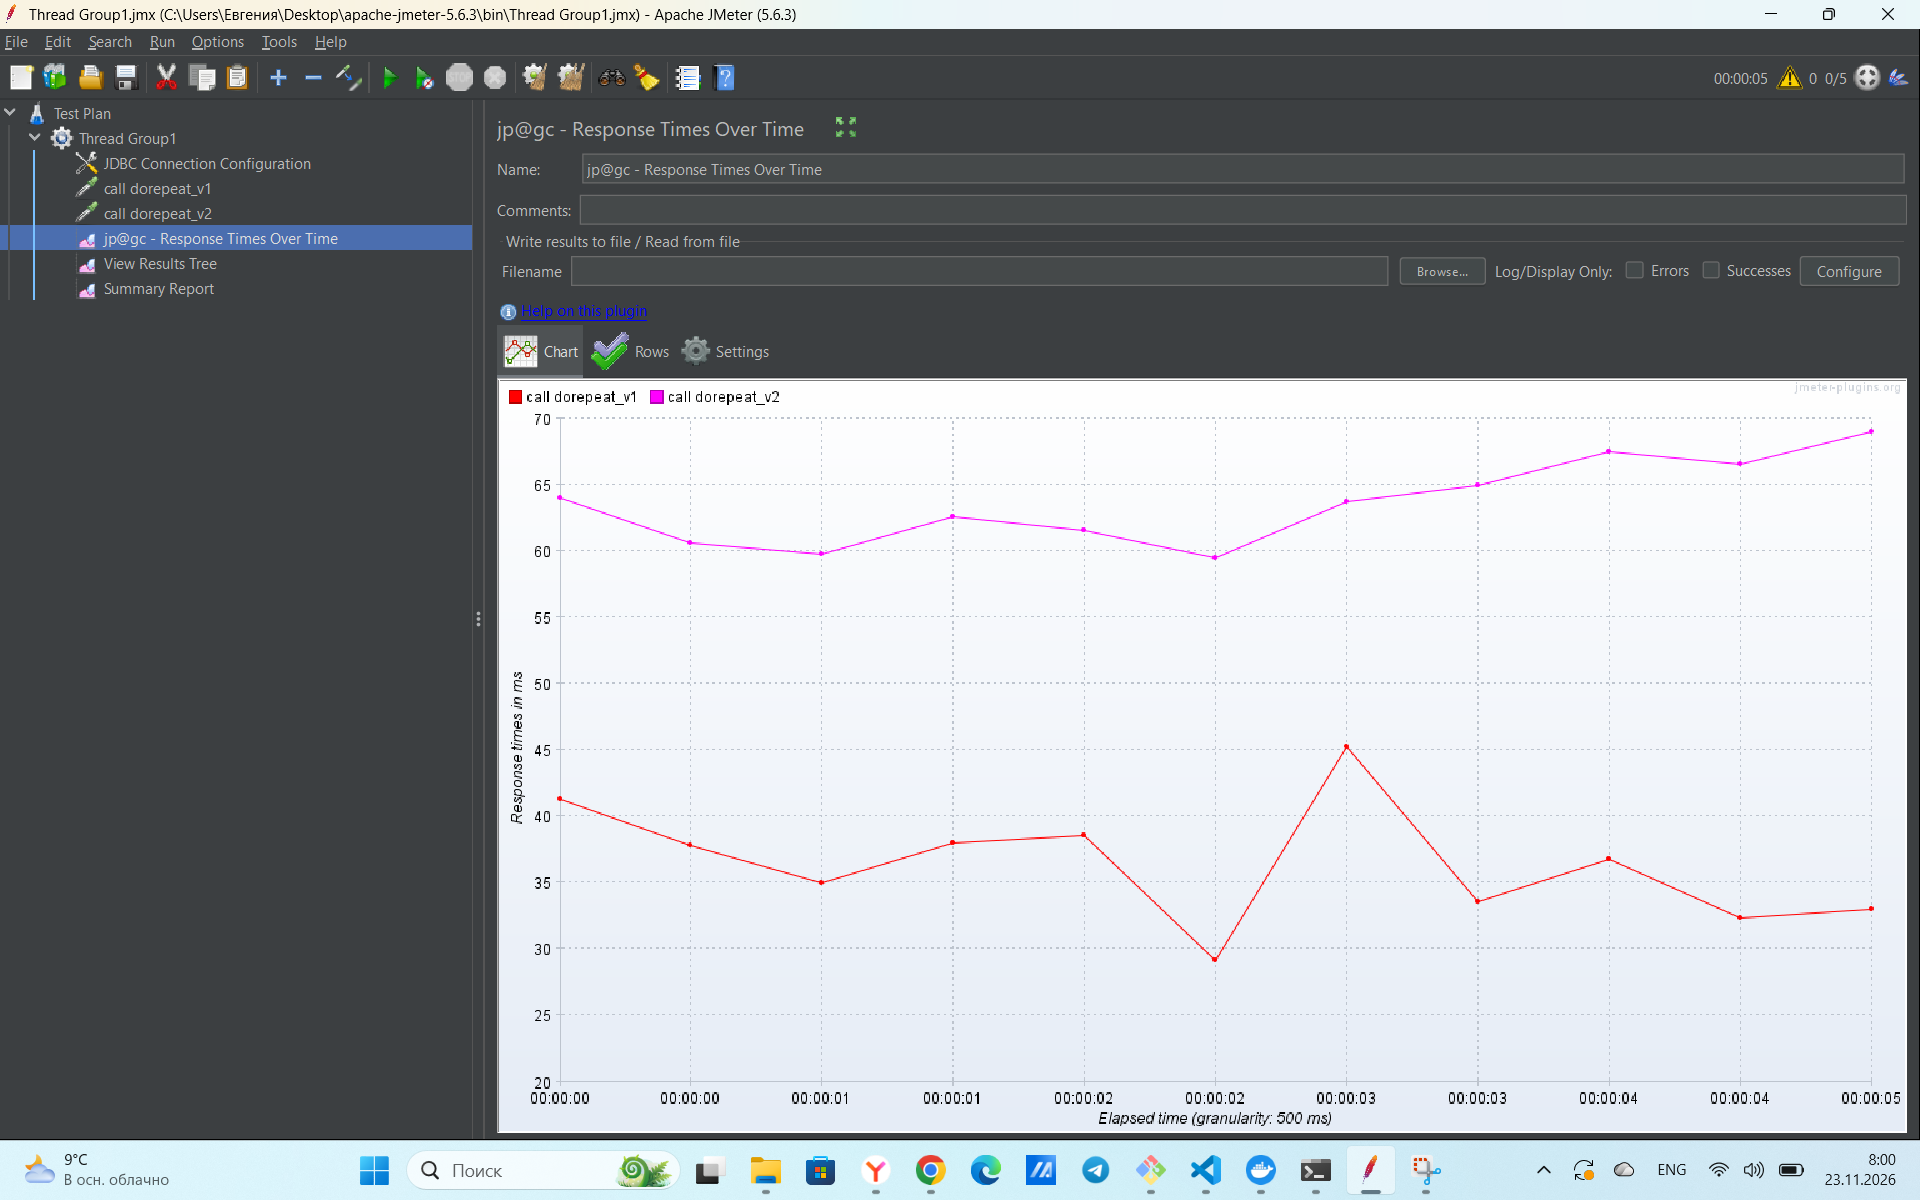 Thread Group1.jmx (C:\Users\Евгения\Desktop\apache-jmeter-5.6.3\bin\Thread Group1.jmx) - Apache JMeter (5.6.3)
File Edit Search Run Options Tools Help
STOP
00:00:05 0 0/5
Test Plan
Thread Group1
JDBC Connection Configuration
call dorepeat_v1
call dorepeat_v2
jp@gc - Response Times Over Time
View Results Tree
Summary Report
jp@gc - Response Times Over Time
Name: jp@gc - Response Times Over Time
Comments:
Write results to file / Read from file
Filename Browse... Log/Display Only: Errors Successes Configure
Help on this plugin
Chart Rows Settings
jmeter-plugins.org
call dorepeat_v1 call dorepeat_v2
70
65
60
55
50
45
40
35
30
25
20
Response times in ms
00:00:00 00:00:00 00:00:01 00:00:01 00:00:02 00:00:02 00:00:03 00:00:03 00:00:04 00:00:04 00:00:05
Elapsed time (granularity: 500 ms)
9°C
В осн. облачно
Поиск
ENG
8:00
23.11.2026